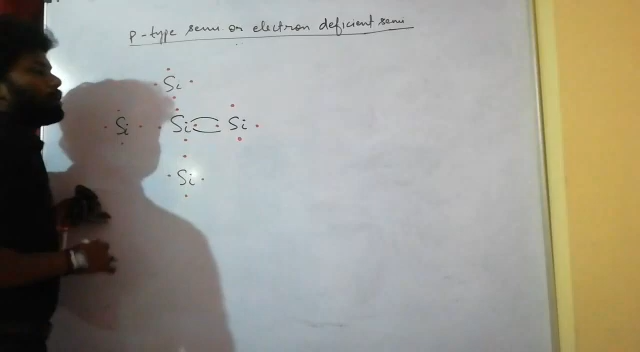 P-type semi or electron deficient semi
Si
Si Si Si
Si